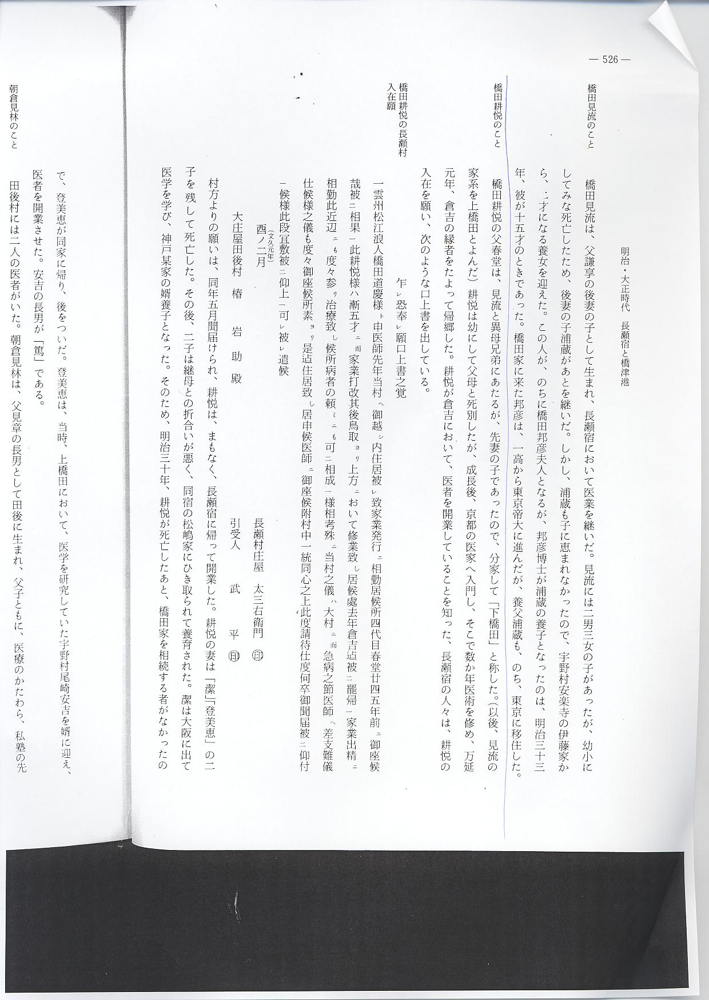 ― 526 ―
明治・大正時代　長瀬宿と橋津港
橋田見流のこと
橋田見流は、父謙享の後妻の子として生まれ、長瀬宿において医業を継いだ。見流には二男三女の子があったが、幼小に
してみな死亡したため、後妻の子浦蔵があとを継いだ。しかし、浦蔵も子に恵まれなかったので、宇野村安楽寺の伊藤家か
ら、二才になる養女を迎えた。この人が、のちに橋田邦彦夫人となるが、邦彦博士が浦蔵の養子となったのは、明治三十三
年、彼が十五才のときであった。橋田家に来た邦彦は、一高から東京帝大に進んだが、養父浦蔵も、のち、東京に移住した。
橋田耕悦のこと
橋田耕悦の父春堂は、見流と異母兄弟にあたるが、先妻の子であったので、分家して「下橋田」と称した。（以後、見流の
家系を上橋田とよんだ）耕悦は幼にして父母と死別したが、成長後、京都の医家へ入門し、そこで数か年医術を修め、万延
元年、倉吉の縁者をたよって帰郷した。耕悦が倉吉において、医者を開業していることを知った、長瀬宿の人々は、耕悦の
入在を願い、次のような口上書を出している。
橋田耕悦の長瀬村
入在願
乍レ恐奉レ願口上書之覚
一雲州松江浪人橋田道慶様ト申医師先年当村ヘ御越シ内住居被レ致家業発行ニ相勤居候所四代目春堂廿四五年前ニ御座候
哉被ニ相果一此耕悦様ハ漸五才ニ而家業打改其後鳥取ヨリ上方ニおいて修業致し居候處去年倉吉迠被ニ罷帰一家業出精ニ
相勤此近辺ニも度々参リ治療致し候所病者の頼ミニも可ニ相成一様相考殊ニ当村之儀ハ大村ニ而急病之節医師ヘ差支難儀
仕候様之儀も度々御座候所素ヨリ是迠住居致し居申候医師ニ御座候附村中一統同心之上此度請待仕度何卒御聞届被ニ仰付
一候様此段宜敷被ニ仰上一可レ被レ遣候
（文久元年）
酉ノ二月
長瀬村庄屋　太三右衛門　㊞
引受人　武　平　㊞
大庄屋田後村　椿　岩助殿
村方よりの願いは、同年五月聞届けられ、耕悦は、まもなく、長瀬宿に帰って開業した。耕悦の妻は「潔」「登美恵」の二
子を残して死亡した。その後、二子は継母との折合いが悪く、同宿の松嶋家にひき取られて養育された。潔は大阪に出て
医学を学び、神戸某家の婿養子となった。そのため、明治三十年、耕悦が死亡したあと、橋田家を相続する者がなかったの
で、登美恵が同家に帰り、後をついだ。登美恵は、当時、上橋田において、医学を研究していた宇野村尾崎安吉を婿に迎え、
医者を開業させた。安吉の長男が「篤」である。
朝倉見林のこと
田後村には二人の医者がいた。朝倉見林は、父見章の長男として田後に生まれ、父子ともに、医療のかたわら、私塾の先